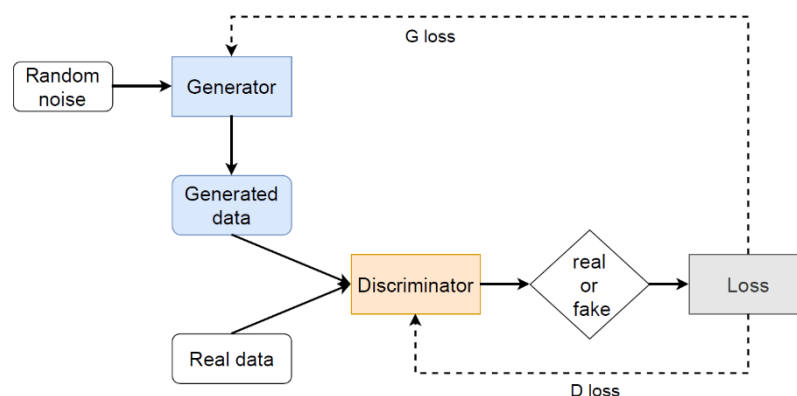 G loss
Random
noise
Generator
Generated
data
Discriminator
real
or
fake
Loss
Real data
D loss